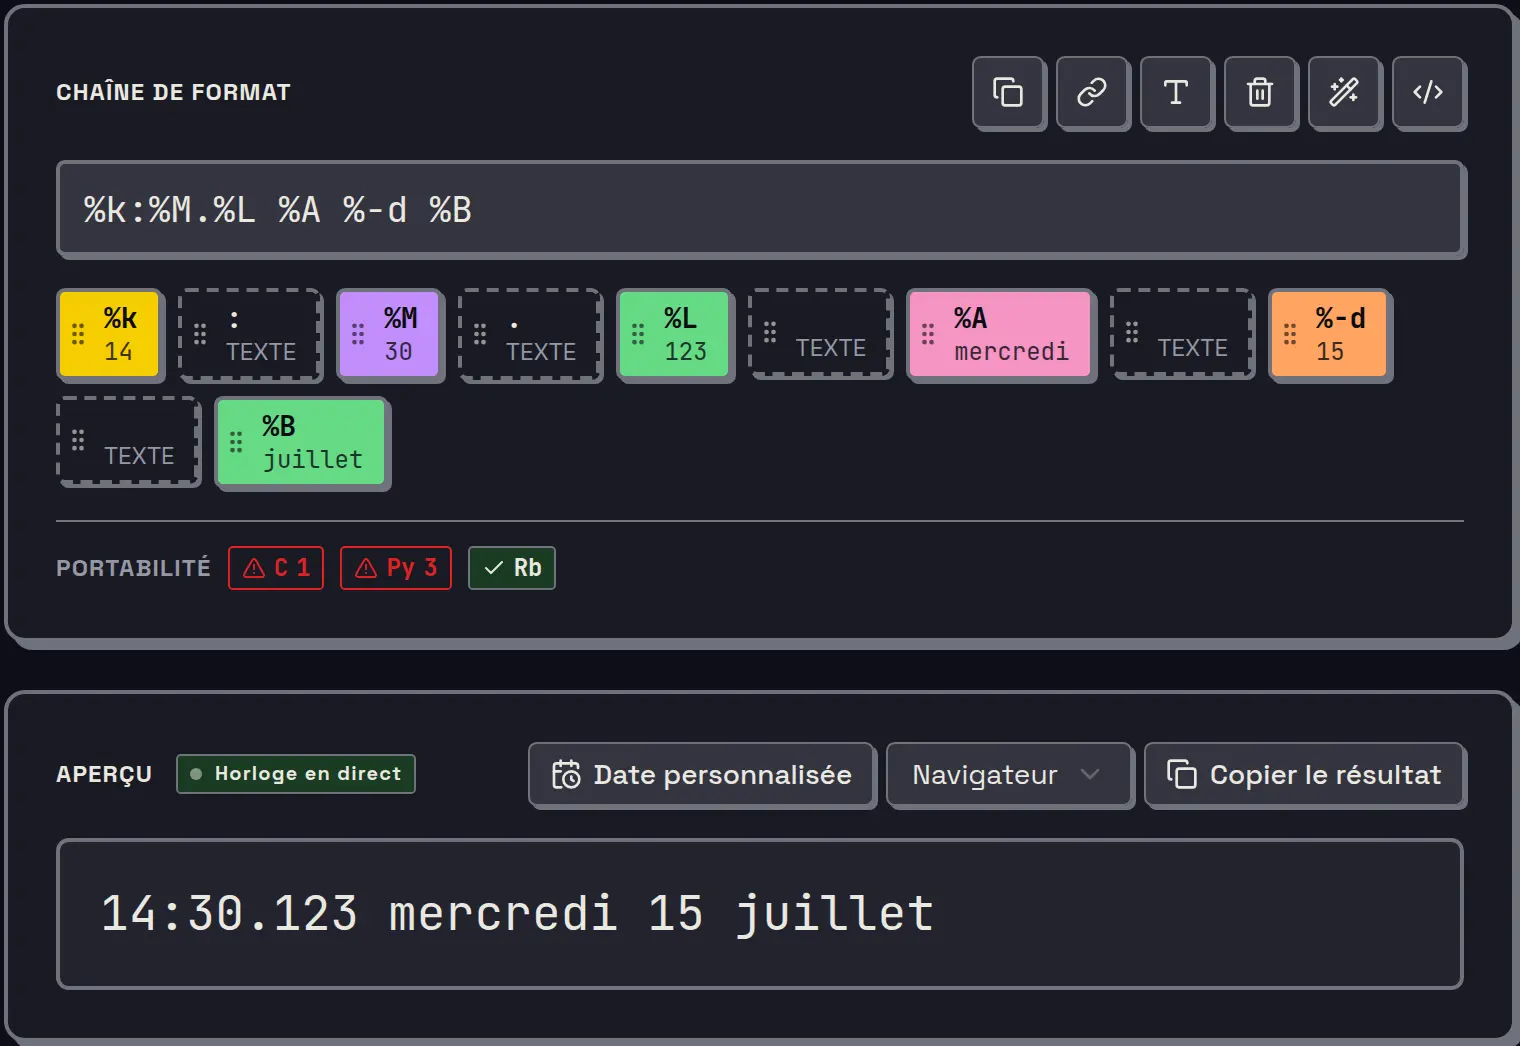 CHAÎNE DE FORMAT
%k:%M.%L %A %-d %B
%k
14
:
TEXTE
%M
30
.
TEXTE
%L
123
TEXTE
%A
mercredi
TEXTE
%-d
15
TEXTE
%B
juillet
PORTABILITÉ C 1 Py 3 Rb
APERÇU Horloge en direct Date personnalisée Navigateur Copier le résultat
14:30.123 mercredi 15 juillet